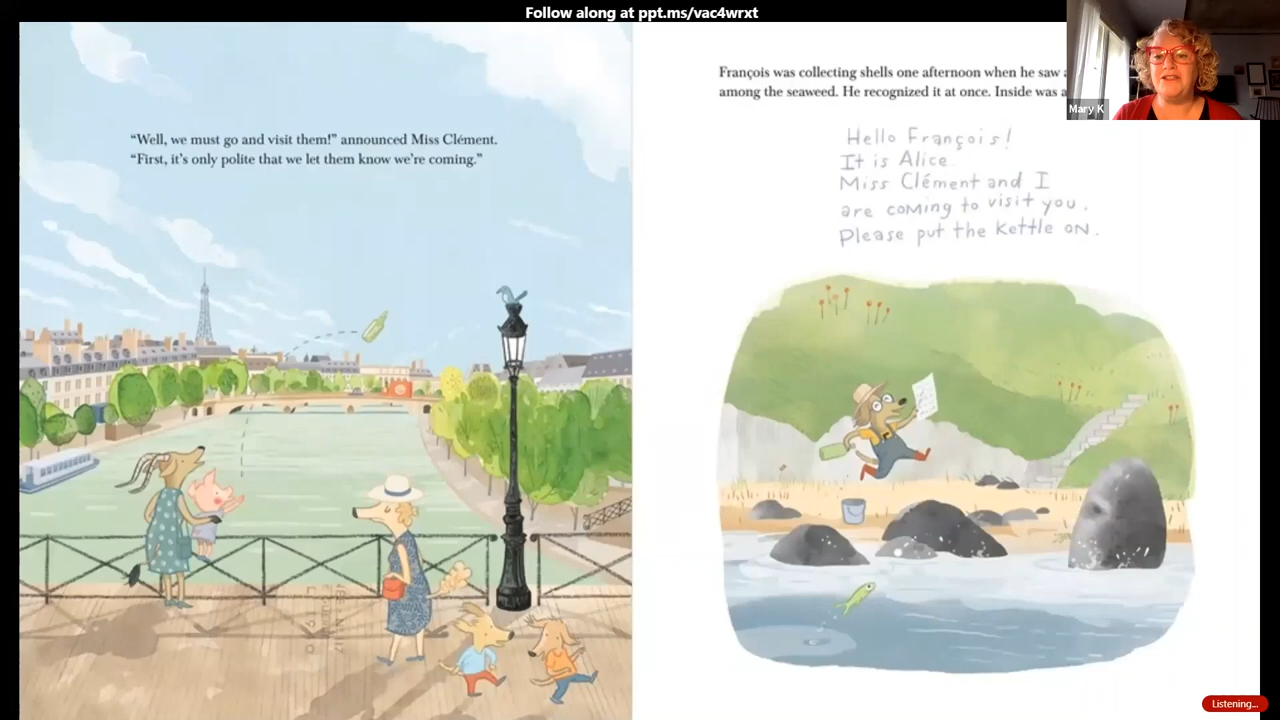 Follow along at ppt.ms/vac4wrxt
“Well, we must go and visit them!” announced Miss Clément.
“First, it’s only polite that we let them know we’re coming.”
François was collecting shells one afternoon when he saw
among the seaweed. He recognized it at once. Inside was a
Mary K
Hello François!
It is Alice.
Miss Clément and I
are coming to visit you.
Please put the kettle on.
Listening...